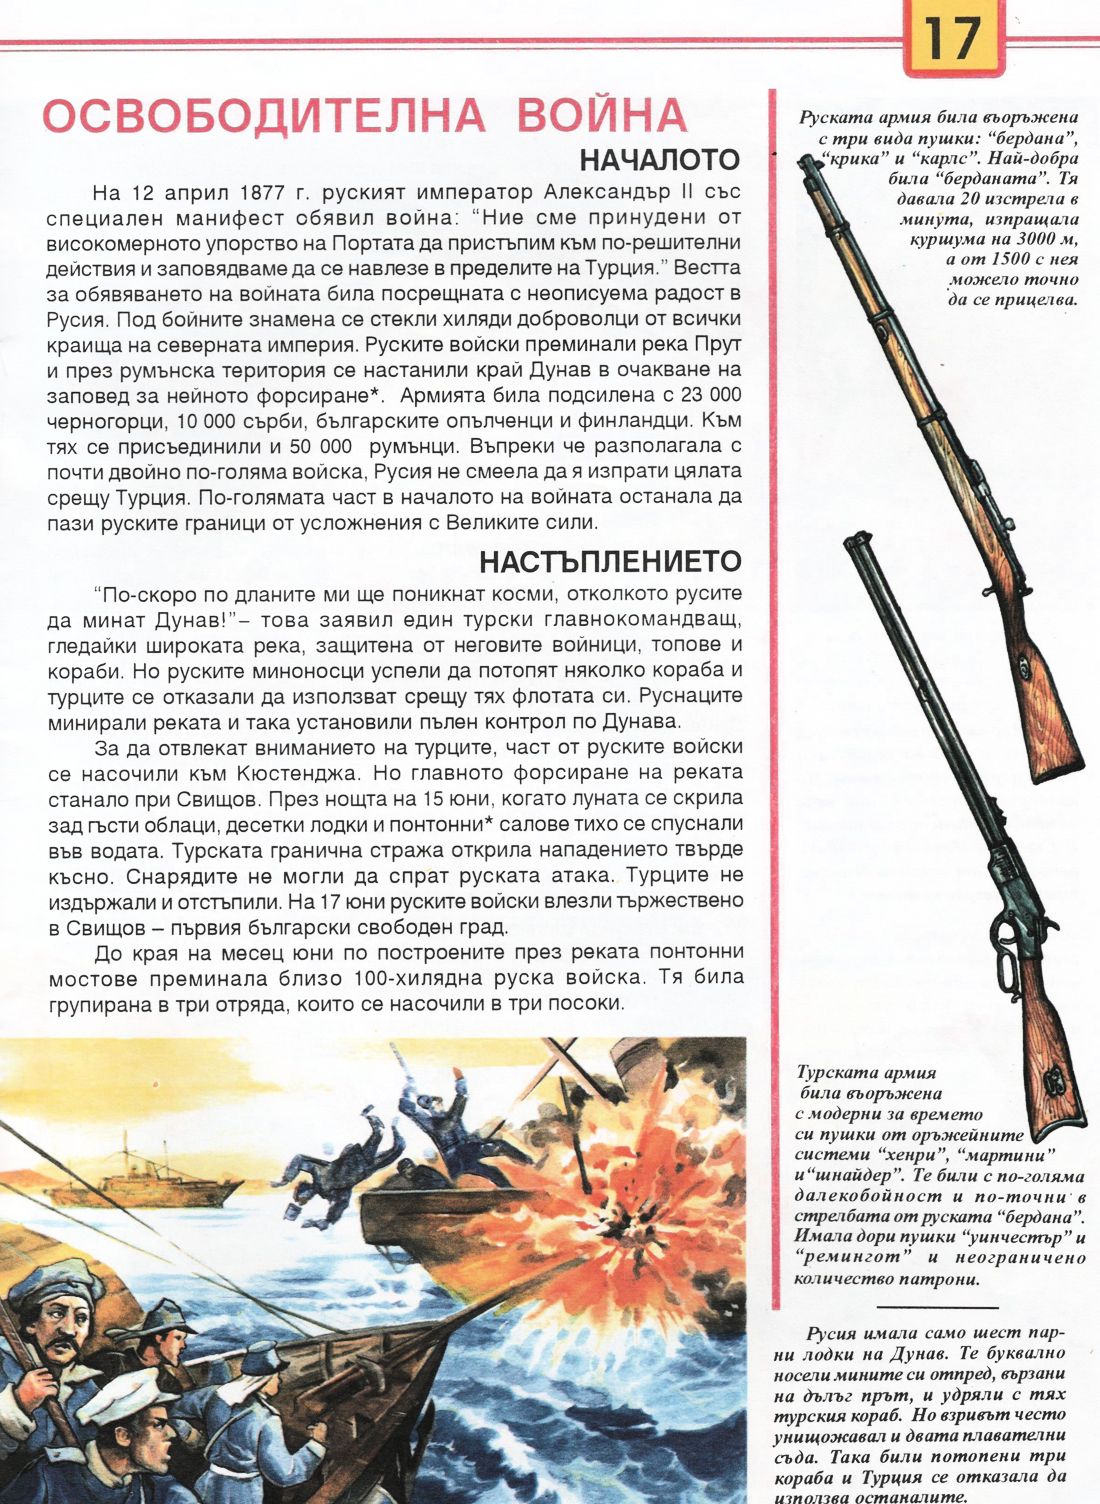 17
ОСВОБОДИТЕЛНА ВОЙНА
НАЧАЛОТО
На 12 април 1877 г. руският император Александър II със
специален манифест обявил война: “Ние сме принудени от
високомерното упорство на Портата да пристъпим към по-решителни
действия и заповядваме да се навлезе в пределите на Турция.” Вестта
за обявяването на войната била посрещната с неописуема радост в
Русия. Под бойните знамена се стекли хиляди доброволци от всички
краища на северната империя. Руските войски преминали река Прут
и през румънска територия се настанили край Дунав в очакване на
заповед за нейното форсиране*. Армията била подсилена с 23 000
черногорци, 10 000 сърби, българските опълченци и финландци. Към
тях се присъединили и 50 000 румънци. Въпреки че разполагала с
почти двойно по-голяма войска, Русия не смеела да я изпрати цялата
срещу Турция. По-голямата част в началото на войната останала да
пази руските граници от усложнения с Великите сили.
НАСТЪПЛЕНИЕТО
“По-скоро по дланите ми ще поникнат косми, отколкото русите
да минат Дунав!”– това заявил един турски главнокомандващ,
гледайки широката река, защитена от неговите войници, топове и
кораби. Но руските миноносци успели да потопят няколко кораба и
турците се отказали да използват срещу тях флотата си. Руснаците
минирали реката и така установили пълен контрол по Дунава.
За да отвлекат вниманието на турците, част от руските войски
се насочили към Кюстенджа. Но главното форсиране на реката
станало при Свищов. През нощта на 15 юни, когато луната се скрила
зад гъсти облаци, десетки лодки и понтонни* салове тихо се спуснали
във водата. Турската гранична стража открила нападението твърде
късно. Снарядите не могли да спрат руската атака. Турците не
издържали и отстъпили. На 17 юни руските войски влезли тържествено
в Свищов – първия български свободен град.
До края на месец юни по построените през реката понтонни
мостове преминала близо 100-хилядна руска войска. Тя била
групирана в три отряда, които се насочили в три посоки.
Руската армия била въоръжена
с три вида пушки: “бердана”,
“крика” и “карлс”. Най-добра
била “берданата”. Тя
давала 20 изстрела в
минута, изпращала
куршума на 3000 м,
а от 1500 с нея
можело точно
да се прицелва.
Турската армия
била въоръжена
с модерни за времето
си пушки от оръжейните
системи “хенри”, “мартини”
и“шнайдер”. Те били с по-голяма
далекобойност и по-точни в
стрелбата от руската “бердана”.
Имала дори пушки “уинчестър” и
“ремингот” и неограничено
количество патрони.
Русия имала само шест пар-
ни лодки на Дунав. Те буквално
носели мините си отпред, вързани
на дълъг прът, и удряли с тях
турския кораб. Но взривът често
унищожавал и двата плавателни
съда. Така били потопени три
кораба и Турция се отказала да
използва останалите.